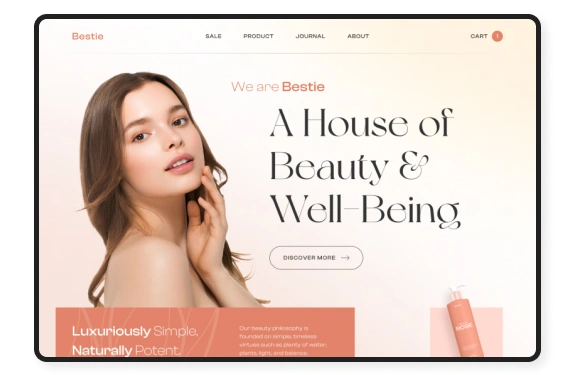 Bestie
SALE PRODUCT JOURNAL ABOUT
CART 1
We are Bestie
A House of
Beauty &
Well-Being
DISCOVER MORE
Luxuriously Simple.
Naturally Potent.
Our beauty philosophy is
founded on simple, timeless
virtues such as plenty of water,
plants, light, and balance.